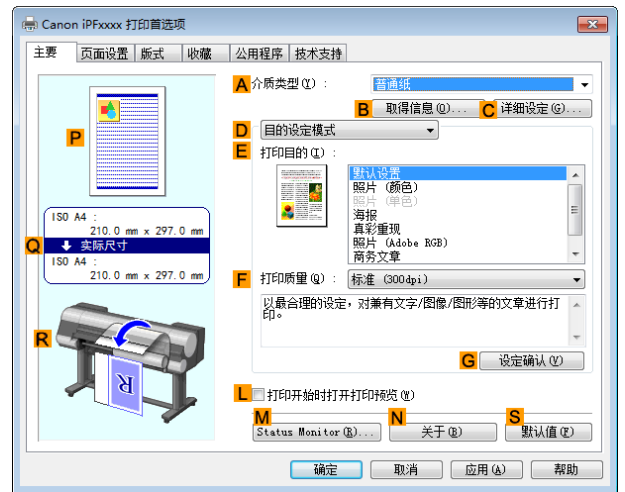 Canon iPFxxxx 打印首选项
主要 页面设置 版式 收藏 公用程序 技术支持
A 介质类型(Y) : 普通纸
B 取得信息(O)... C 详细设定(G)...
P
D 目的设定模式
E 打印目的(I) :
默认设置
照片 (颜色)
照片 (单色)
海报
真彩重现
照片 (Adobe RGB)
商务文章
ISO A4 :
210.0 mm x 297.0 mm
Q 实际尺寸
ISO A4 :
210.0 mm x 297.0 mm
F 打印质量(Q) : 标准 (300dpi)
以最合理的设定，对兼有文字/图像/图形等的文章进行打
印。
R
G 设定确认(V)
R
L 打印开始时打开打印预览(W)
M N S
Status Monitor(R)... 关于(B) 默认值(F)
确定 取消 应用(A) 帮助